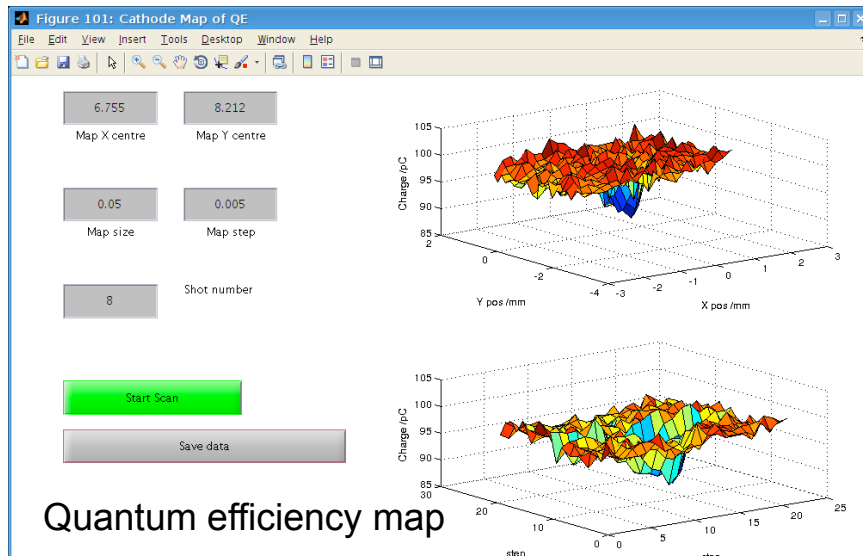 Figure 101: Cathode Map of QE
File Edit View Insert Tools Desktop Window Help
6.755 8.212
Map X centre Map Y centre
0.05 0.005
Map size Map step
8 Shot number
Start Scan
Save data
Quantum efficiency map
105
100
95
90
85
Charge /pC
2 0 -2 -4
Y pos /mm
-3 -2 -1 0 1 2 3
X pos /mm
105
100
95
90
85
Charge /pC
30 20 10 0
step
0 5 10 15 20 25
step